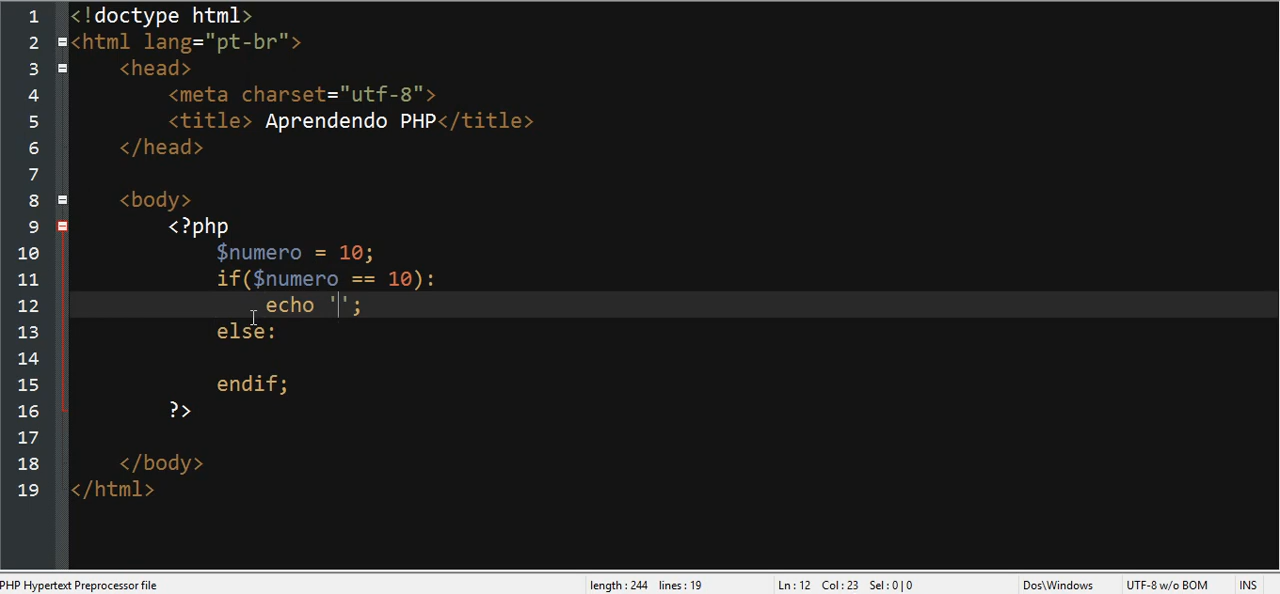 1 <!doctype html>
2 <html lang="pt-br">
3 <head>
4 <meta charset="utf-8">
5 <title> Aprendendo PHP</title>
6 </head>
7
8 <body>
9 <?php
10 $numero = 10;
11 if($numero == 10):
12 echo '';
13 else:
14
15 endif;
16 ?>
17
18 </body>
19 </html>
PHP Hypertext Preprocessor file length : 244 lines : 19 Ln : 12 Col : 23 Sel : 0 | 0 Dos\Windows UTF-8 w/o BOM INS